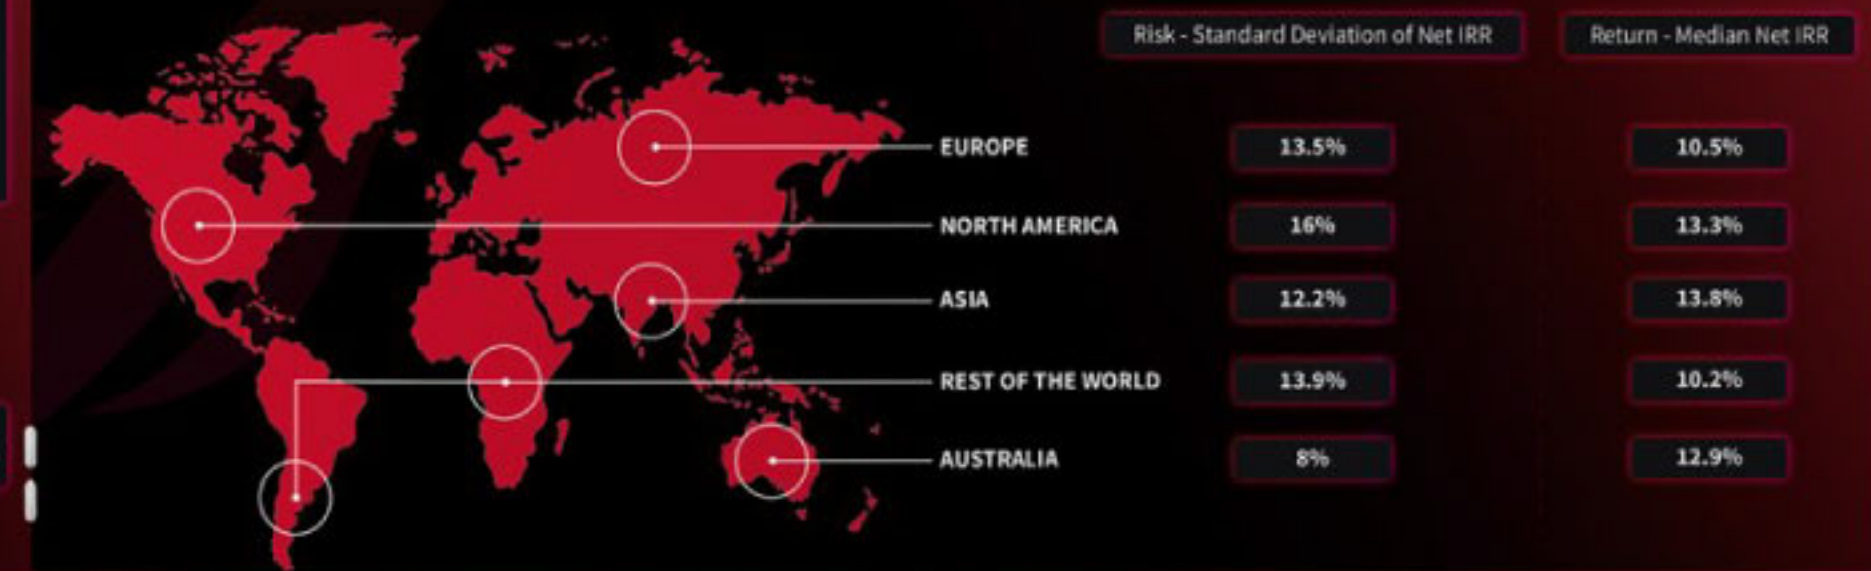 Risk - Standard Deviation of Net IRR Return - Median Net IRR
EUROPE 13.5% 10.5%
NORTH AMERICA 16% 13.3%
ASIA 12.2% 13.8%
REST OF THE WORLD 13.9% 10.2%
AUSTRALIA 8% 12.9%